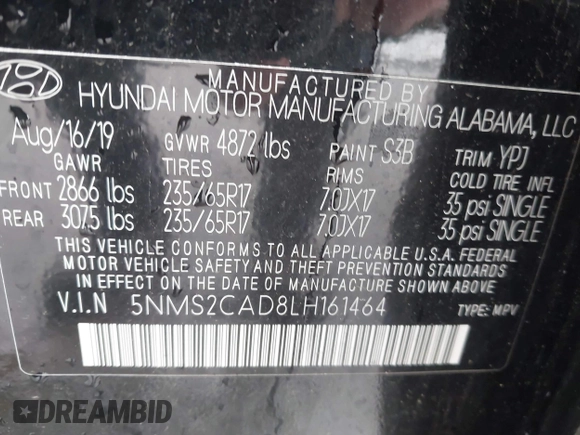 MANUFACTURED BY
HYUNDAI MOTOR MANUFACTURING ALABAMA, LLC
Aug/16/19 GVWR 4872 lbs PAINT S3B TRIM YPJ
GAWR TIRES RIMS COLD TIRE INFL
FRONT 2866 lbs 235/65R17 7.0JX17 35 psi SINGLE
REAR 3075 lbs 235/65R17 7.0JX17 35 psi SINGLE
THIS VEHICLE CONFORMS TO ALL APPLICABLE U.S.A. FEDERAL
MOTOR VEHICLE SAFETY AND THEFT PREVENTION STANDARDS
IN EFFECT ON THE DATE OF MANUFACTURE SHOWN ABOVE.
V.I.N 5NMS2CAD8LH161464 TYPE: MPV
DREAMBID